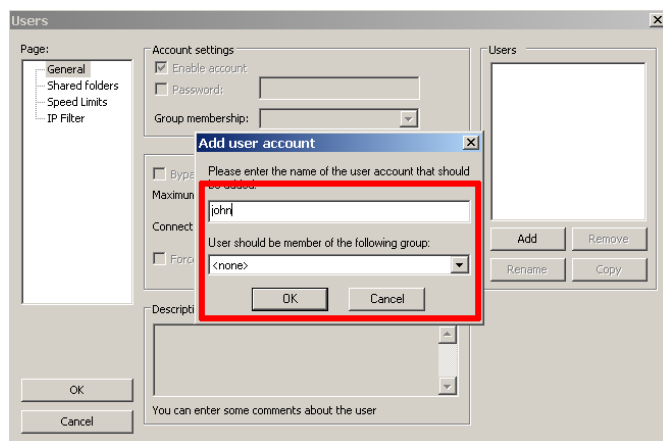 Users
Page:
General
Shared folders
Speed Limits
IP Filter
Account settings
Enable account
Password:
Group membership:
Users
Add user account
Please enter the name of the user account that should
be added:
john
User should be member of the following group:
<none>
OK
Cancel
Maximum
Add
Remove
Rename
Copy
You can enter some comments about the user
OK
Cancel